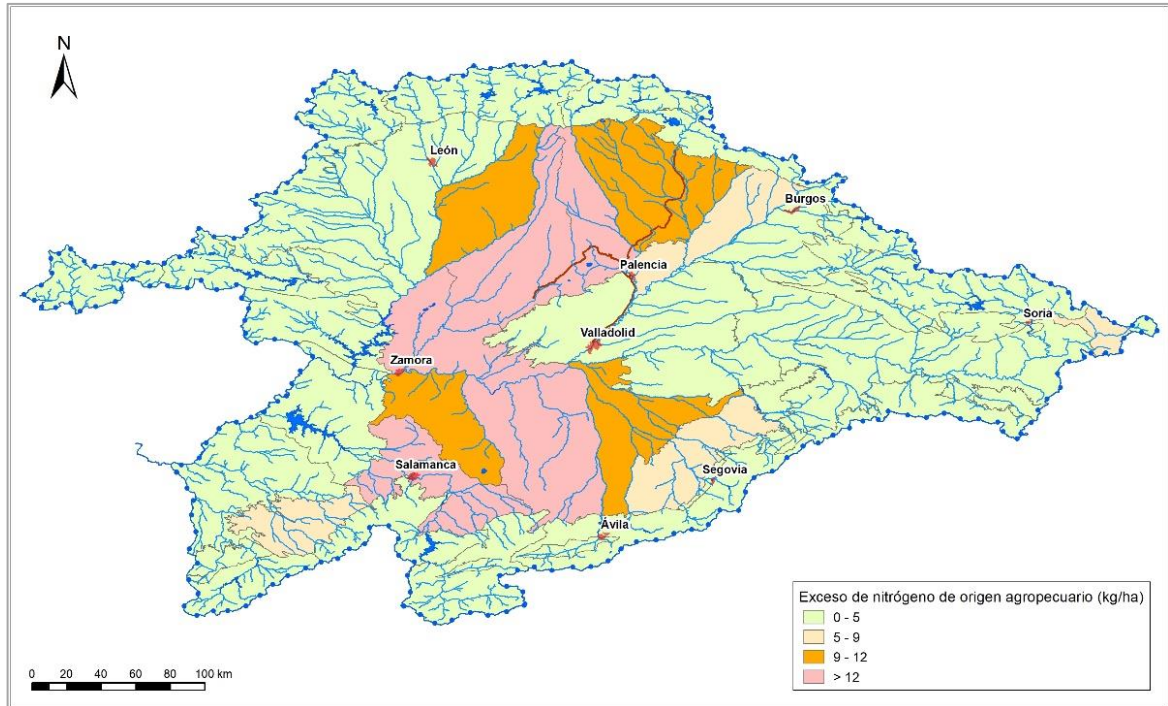 N
León
Burgos
Palencia
Soria
Valladolid
Zamora
Salamanca
Segovia
Ávila
Exceso de nitrógeno de origen agropecuario (kg/ha)
0 - 5
5 - 9
9 - 12
> 12
0 20 40 60 80 100 km